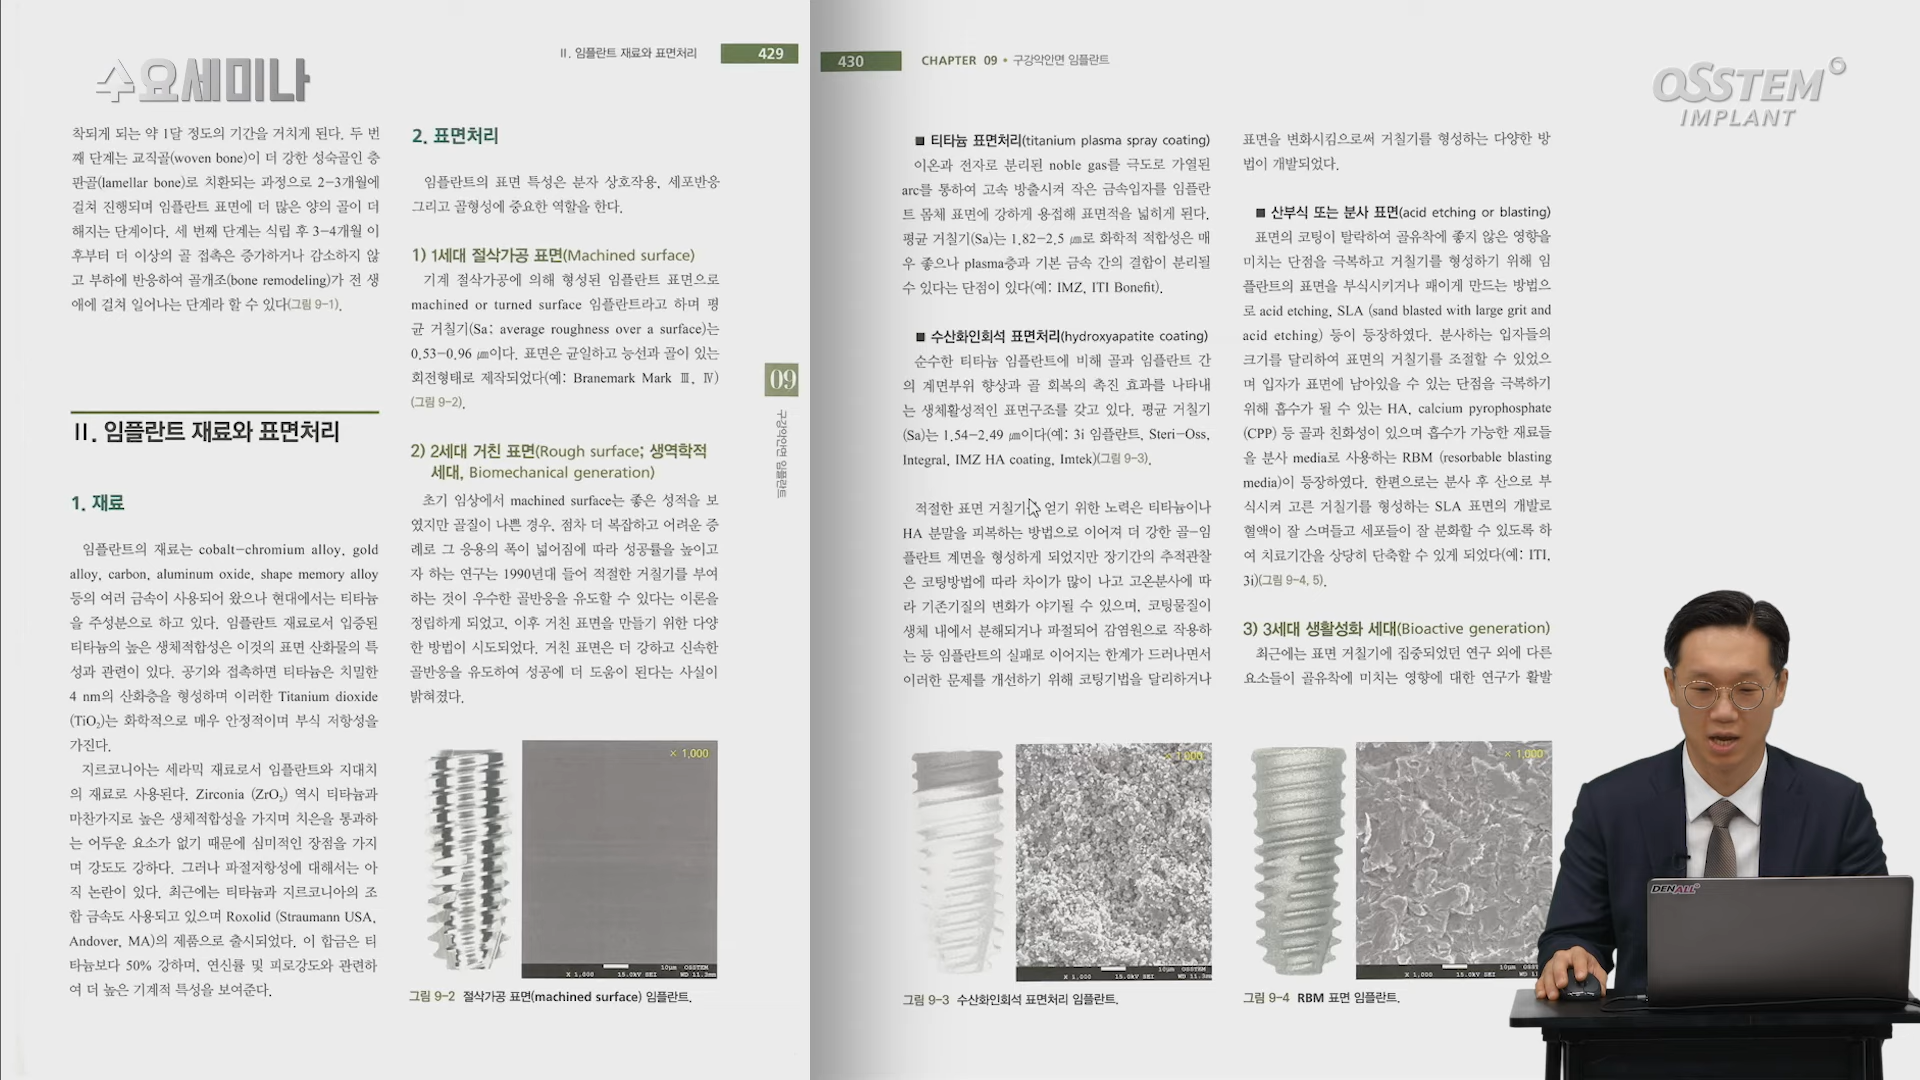 수요세미나
II. 임플란트 재료와 표면처리
429
착되게 되는 약 1달 정도의 기간을 거치게 된다. 두 번
째 단계는 교직골(woven bone)이 더 강한 성숙골인 층
판골(lamellar bone)로 치환되는 과정으로 2-3개월에
걸쳐 진행되며 임플란트 표면에 더 많은 양의 골이 더
해지는 단계이다. 세 번째 단계는 식립 후 3-4개월 이
후부터 더 이상의 골 접촉은 증가하거나 감소하지 않
고 부하에 반응하여 골개조(bone remodeling)가 전 생
애에 걸쳐 일어나는 단계라 할 수 있다(그림 9-1).
II. 임플란트 재료와 표면처리
1. 재료
임플란트의 재료는 cobalt-chromium alloy, gold
alloy, carbon, aluminum oxide, shape memory alloy
등의 여러 금속이 사용되어 왔으나 현대에서는 티타늄
을 주성분으로 하고 있다. 임플란트 재료로서 입증된
티타늄의 높은 생체적합성은 이것의 표면 산화물의 특
성과 관련이 있다. 공기와 접촉하면 티타늄은 치밀한
4 nm의 산화층을 형성하며 이러한 Titanium dioxide
(TiO₂)는 화학적으로 매우 안정적이며 부식 저항성을
가진다.
지르코니아는 세라믹 재료로서 임플란트와 지대치
의 재료로 사용된다. Zirconia (ZrO₂) 역시 티타늄과
마찬가지로 높은 생체적합성을 가지며 치은을 통과하
는 어두운 요소가 없기 때문에 심미적인 장점을 가지
며 강도도 강하다. 그러나 파절저항성에 대해서는 아
직 논란이 있다. 최근에는 티타늄과 지르코니아의 조
합 금속도 사용되고 있으며 Roxolid (Straumann USA,
Andover, MA)의 제품으로 출시되었다. 이 합금은 티
타늄보다 50% 강하며, 연신률 및 피로강도와 관련하
여 더 높은 기계적 특성을 보여준다.
2. 표면처리
임플란트의 표면 특성은 분자 상호작용, 세포반응
그리고 골형성에 중요한 역할을 한다.
1) 1세대 절삭가공 표면(Machined surface)
기계 절삭가공에 의해 형성된 임플란트 표면으로
machined or turned surface 임플란트라고 하며 평
균 거칠기(Sa; average roughness over a surface)는
0.53-0.96 ㎛이다. 표면은 균일하고 능선과 골이 있는
회전형태로 제작되었다(예: Branemark Mark Ⅲ, Ⅳ)
(그림 9-2).
2) 2세대 거친 표면(Rough surface; 생역학적
세대, Biomechanical generation)
초기 임상에서 machined surface는 좋은 성적을 보
였지만 골질이 나쁜 경우, 점차 더 복잡하고 어려운 증
례로 그 응용의 폭이 넓어짐에 따라 성공률을 높이고
자 하는 연구는 1990년대 들어 적절한 거칠기를 부여
하는 것이 우수한 골반응을 유도할 수 있다는 이론을
정립하게 되었고, 이후 거친 표면을 만들기 위한 다양
한 방법이 시도되었다. 거친 표면은 더 강하고 신속한
골반응을 유도하여 성공에 더 도움이 된다는 사실이
밝혀졌다.
× 1,000
10㎛ OSSTEM
X 1,000 15.0kV SEI WD 11.3mm
그림 9-2 절삭가공 표면(machined surface) 임플란트.
09
구강악안면 임플란트
430
CHAPTER 09 • 구강악안면 임플란트
■ 티타늄 표면처리(titanium plasma spray coating)
이온과 전자로 분리된 noble gas를 극도로 가열된
arc를 통하여 고속 방출시켜 작은 금속입자를 임플란
트 몸체 표면에 강하게 용접해 표면적을 넓히게 된다.
평균 거칠기(Sa)는 1.82-2.5 ㎛로 화학적 적합성은 매
우 좋으나 plasma층과 기본 금속 간의 결합이 분리될
수 있다는 단점이 있다(예: IMZ, ITI Benefit).
■ 수산화인회석 표면처리(hydroxyapatite coating)
순수한 티타늄 임플란트에 비해 골과 임플란트 간
의 계면부위 향상과 골 회복의 촉진 효과를 나타내
는 생체활성적인 표면구조를 갖고 있다. 평균 거칠기
(Sa)는 1.54-2.49 ㎛이다(예: 3i 임플란트, Steri-Oss,
Integral, IMZ HA coating, Imtek)(그림 9-3).
적절한 표면 거칠기 얻기 위한 노력은 티타늄이나
HA 분말을 피복하는 방법으로 이어져 더 강한 골-임
플란트 계면을 형성하게 되었지만 장기간의 추적관찰
은 코팅방법에 따라 차이가 많이 나고 고온분사에 따
라 기존기질의 변화가 야기될 수 있으며, 코팅물질이
생체 내에서 분해되거나 파절되어 감염원으로 작용하
는 등 임플란트의 실패로 이어지는 한계가 드러나면서
이러한 문제를 개선하기 위해 코팅기법을 달리하거나
× 1,000
10㎛ OSSTEM
X 1,000 15.0kV SEI WD 11.3mm
그림 9-3 수산화인회석 표면처리 임플란트.
표면을 변화시킴으로써 거칠기를 형성하는 다양한 방
법이 개발되었다.
■ 산부식 또는 분사 표면(acid etching or blasting)
표면의 코팅이 탈락하여 골유착에 좋지 않은 영향을
미치는 단점을 극복하고 거칠기를 형성하기 위해 임
플란트의 표면을 부식시키거나 패이게 만드는 방법으
로 acid etching, SLA (sand blasted with large grit and
acid etching) 등이 등장하였다. 분사하는 입자들의
크기를 달리하여 표면의 거칠기를 조절할 수 있었으
며 입자가 표면에 남아있을 수 있는 단점을 극복하기
위해 흡수가 될 수 있는 HA, calcium pyrophosphate
(CPP) 등 골과 친화성이 있으며 흡수가 가능한 재료들
을 분사 media로 사용하는 RBM (resorbable blasting
media)이 등장하였다. 한편으로는 분사 후 산으로 부
식시켜 고른 거칠기를 형성하는 SLA 표면의 개발로
혈액이 잘 스며들고 세포들이 잘 분화할 수 있도록 하
여 치료기간을 상당히 단축할 수 있게 되었다(예: ITI,
3i)(그림 9-4, 5).
3) 3세대 생활성화 세대(Bioactive generation)
최근에는 표면 거칠기에 집중되었던 연구 외에 다른
요소들이 골유착에 미치는 영향에 대한 연구가 활발
× 1,000
10㎛
X 1,000 15.0kV SEI
그림 9-4 RBM 표면 임플란트.
OSSTEM
IMPLANT
DENALL